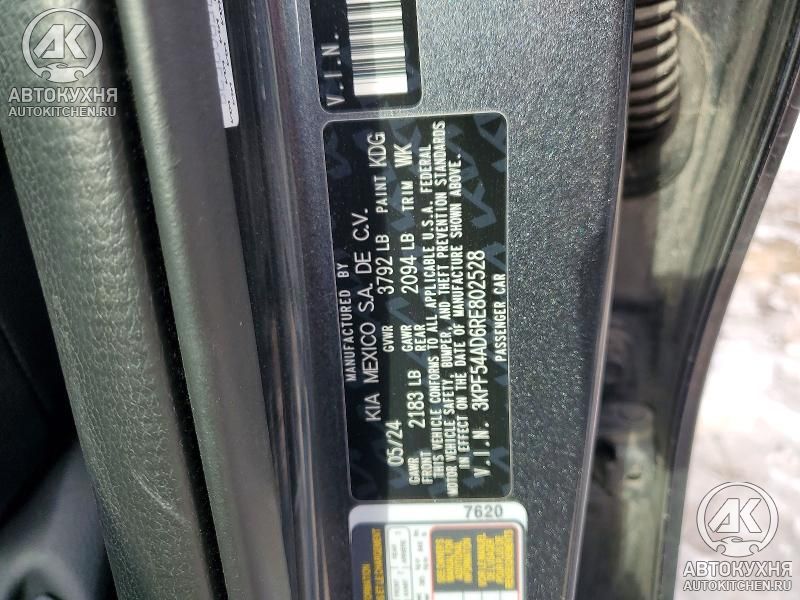 АВТОКУХНЯ
AUTOKITCHEN.RU
V.I.N.
MANUFACTURED BY
KIA MEXICO S.A. DE C.V.
05/24 GVWR 3792 LB PAINT KDG
GAWR FRONT 2183 LB GAWR REAR 2094 LB TRIM WK
THIS VEHICLE CONFORMS TO ALL APPLICABLE U.S.A. FEDERAL
MOTOR VEHICLE SAFETY, BUMPER, AND THEFT PREVENTION STANDARDS
IN EFFECT ON THE DATE OF MANUFACTURE SHOWN ABOVE.
V.I.N. 3KPF54AD6RE802528
PASSENGER CAR
7620
АВТОКУХНЯ
AUTOKITCHEN.RU